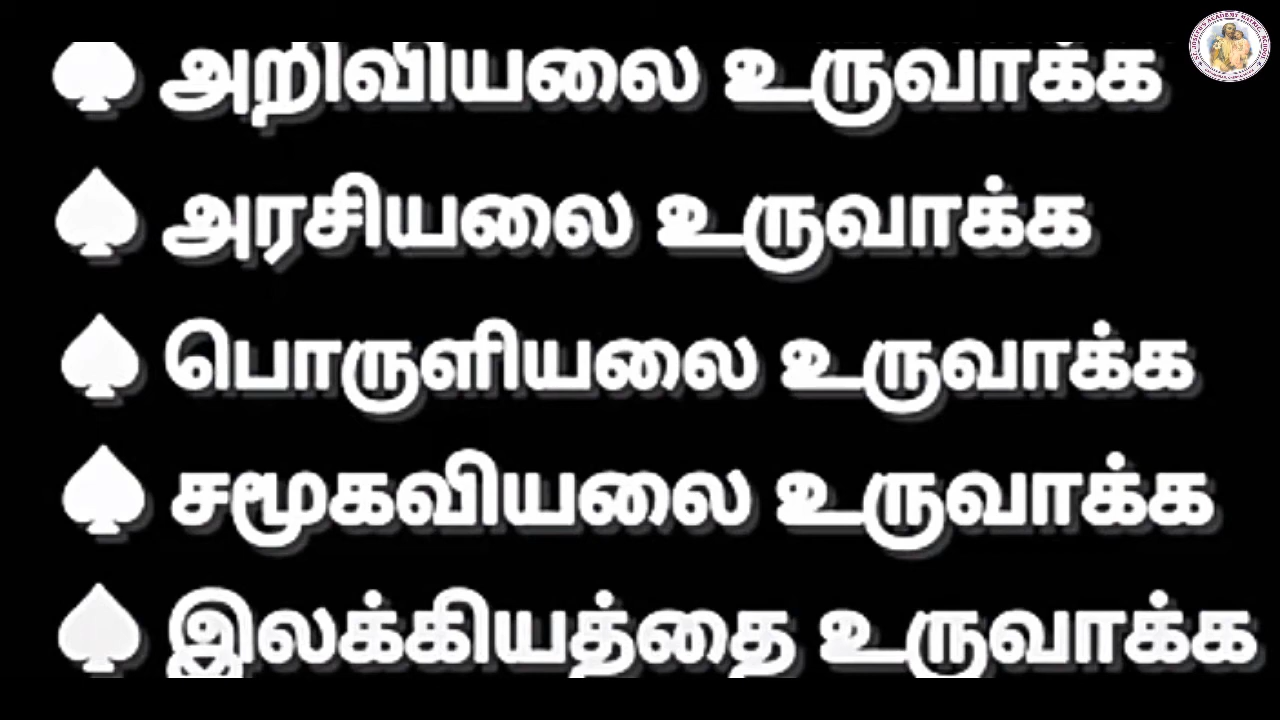 ♠ அறிவியலை உருவாக்க
♠ அரசியலை உருவாக்க
♠ பொருளியலை உருவாக்க
♠ சமூகவியலை உருவாக்க
♠ இலக்கியத்தை உருவாக்க